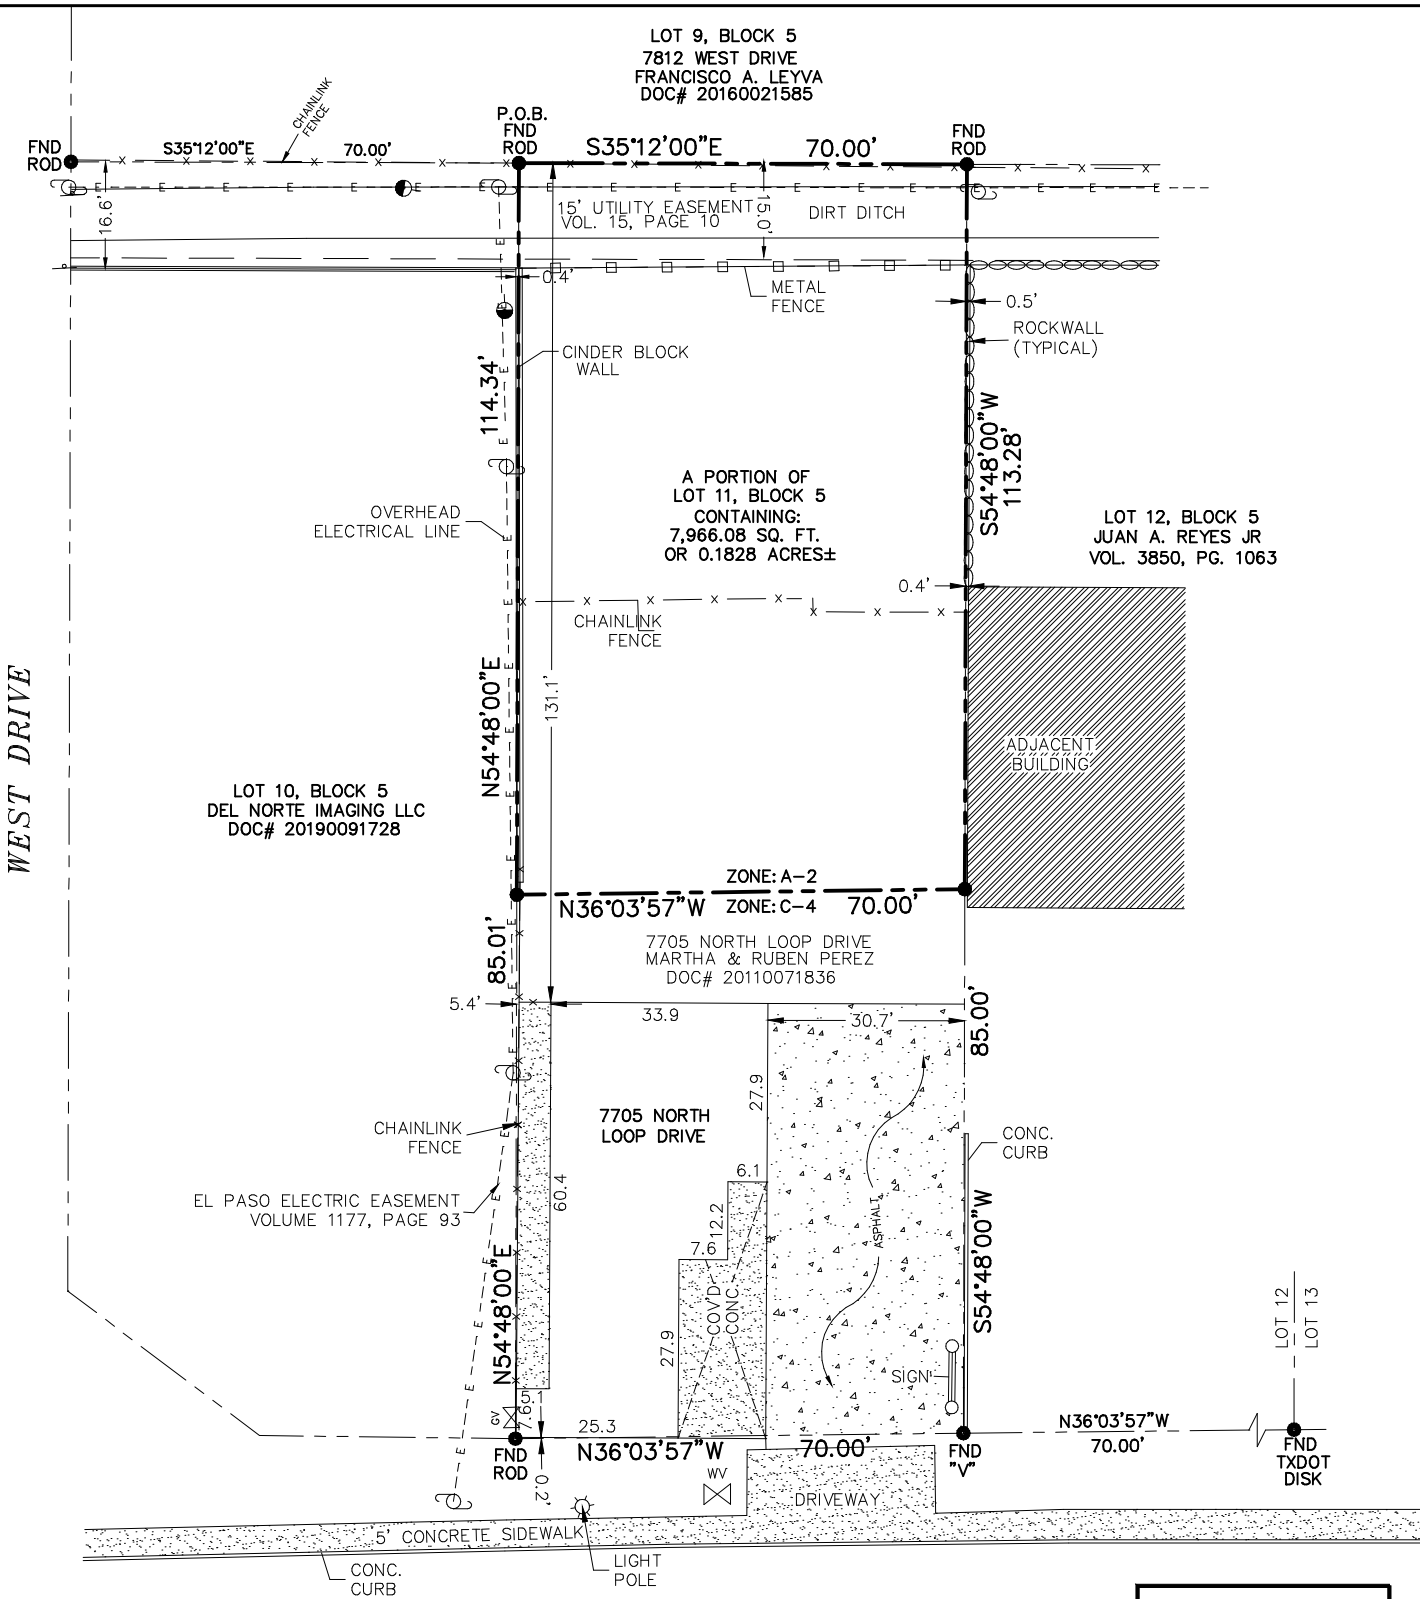 LOT 9, BLOCK 5
7812 WEST DRIVE
FRANCISCO A. LEYVA
DOC# 20160021585
CHAINLINK
FENCE
P.O.B.
FND
ROD
FND
ROD
FND
ROD
S35°12'00"E
70.00'
S35°12'00"E
70.00'
16.6'
15' UTILITY EASEMENT
VOL. 15, PAGE 10
15.0'
DIRT DITCH
0.4'
METAL
FENCE
0.5'
ROCKWALL
(TYPICAL)
CINDER BLOCK
WALL
114.34'
S54°48'00"W
113.28'
A PORTION OF
LOT 11, BLOCK 5
CONTAINING:
7,966.08 SQ. FT.
OR 0.1828 ACRES±
OVERHEAD
ELECTRICAL LINE
LOT 12, BLOCK 5
JUAN A. REYES JR
VOL. 3850, PG. 1063
0.4'
CHAINLINK
FENCE
WEST DRIVE
N54°48'00"E
131.1'
ADJACENT
BUILDING
LOT 10, BLOCK 5
DEL NORTE IMAGING LLC
DOC# 20190091728
ZONE: A-2
N36°03'57"W
ZONE: C-4
70.00'
85.01'
7705 NORTH LOOP DRIVE
MARTHA & RUBEN PEREZ
DOC# 20110071836
5.4'
33.9
30.7'
85.00'
27.9
7705 NORTH
LOOP DRIVE
CHAINLINK
FENCE
CONC.
CURB
6.1
60.4
EL PASO ELECTRIC EASEMENT
VOLUME 1177, PAGE 93
12.2
7.6
ASPHALT
N54°48'00"E
COV'D
CONC.
27.9
S54°48'00"W
LOT 12
LOT 13
SIGN
5.1
7.6
GV
25.3
N36°03'57"W
70.00'
N36°03'57"W
70.00'
FND
ROD
FND
"V"
FND
TXDOT
DISK
0.2'
WV
DRIVEWAY
5' CONCRETE SIDEWALK
CONC.
CURB
LIGHT
POLE
E E E E E E E E E E E E E E E E E E